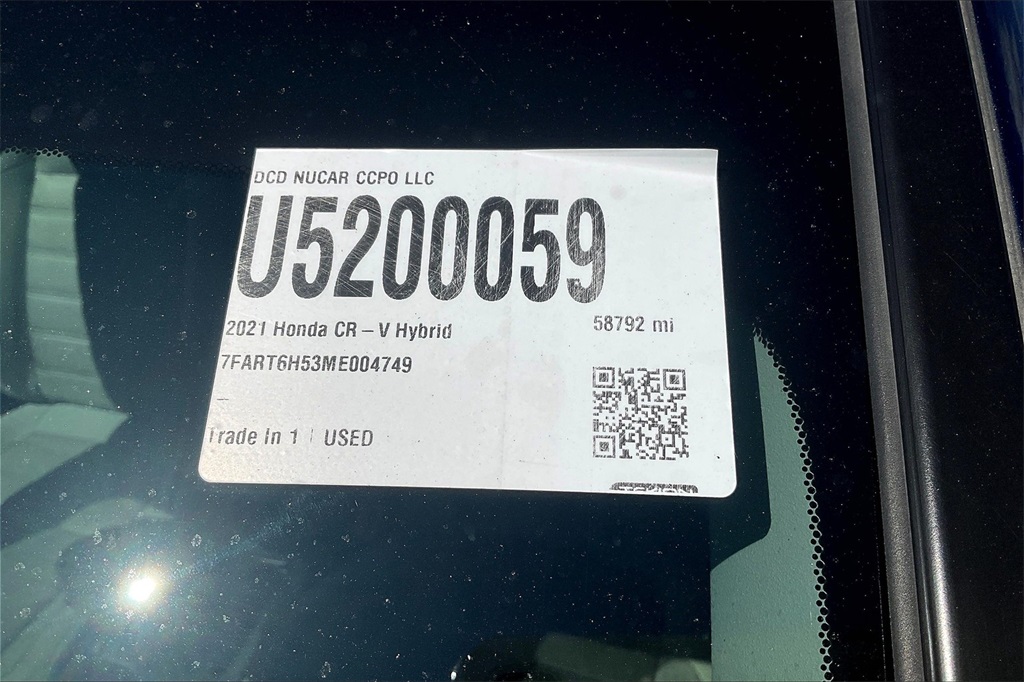 DCD NUCAR CCPO LLC
U5200059
2021 Honda CR – V Hybrid
58792 mi
7FART6H53ME004749
–
Trade In 1 | USED